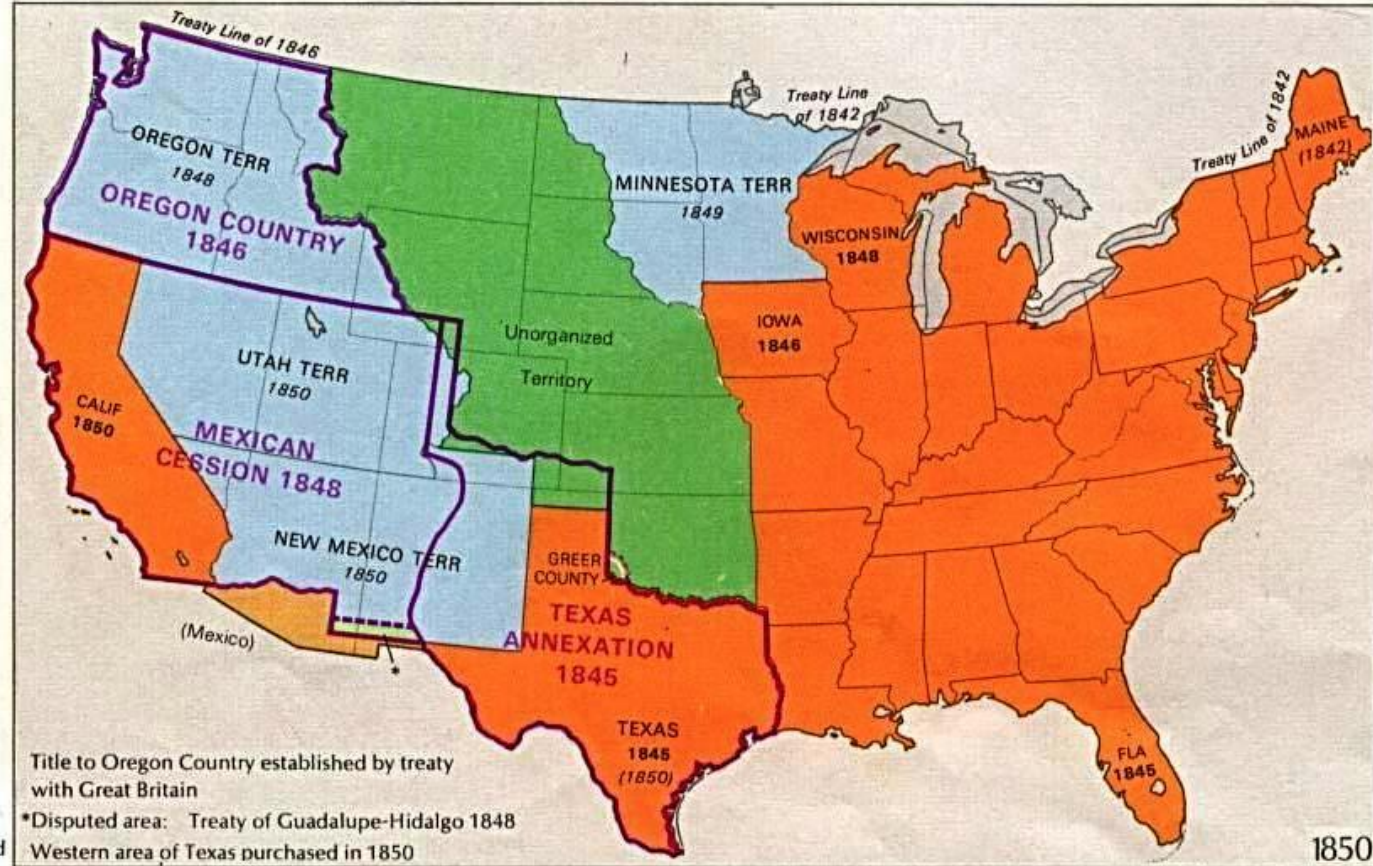 Treaty Line of 1846
Treaty Line
of 1842
Treaty Line of 1842
MAINE
(1842)
OREGON TERR
1848
OREGON COUNTRY
1846
MINNESOTA TERR
1849
WISCONSIN
1848
IOWA
1846
Unorganized
Territory
UTAH TERR
1850
CALIF
1850
MEXICAN
CESSION 1848
NEW MEXICO TERR
1850
GREER
COUNTY
TEXAS
ANNEXATION
1845
(Mexico)
*
TEXAS
1845
(1850)
FLA
1845
Title to Oregon Country established by treaty
with Great Britain
*Disputed area: Treaty of Guadalupe-Hidalgo 1848
Western area of Texas purchased in 1850
1850